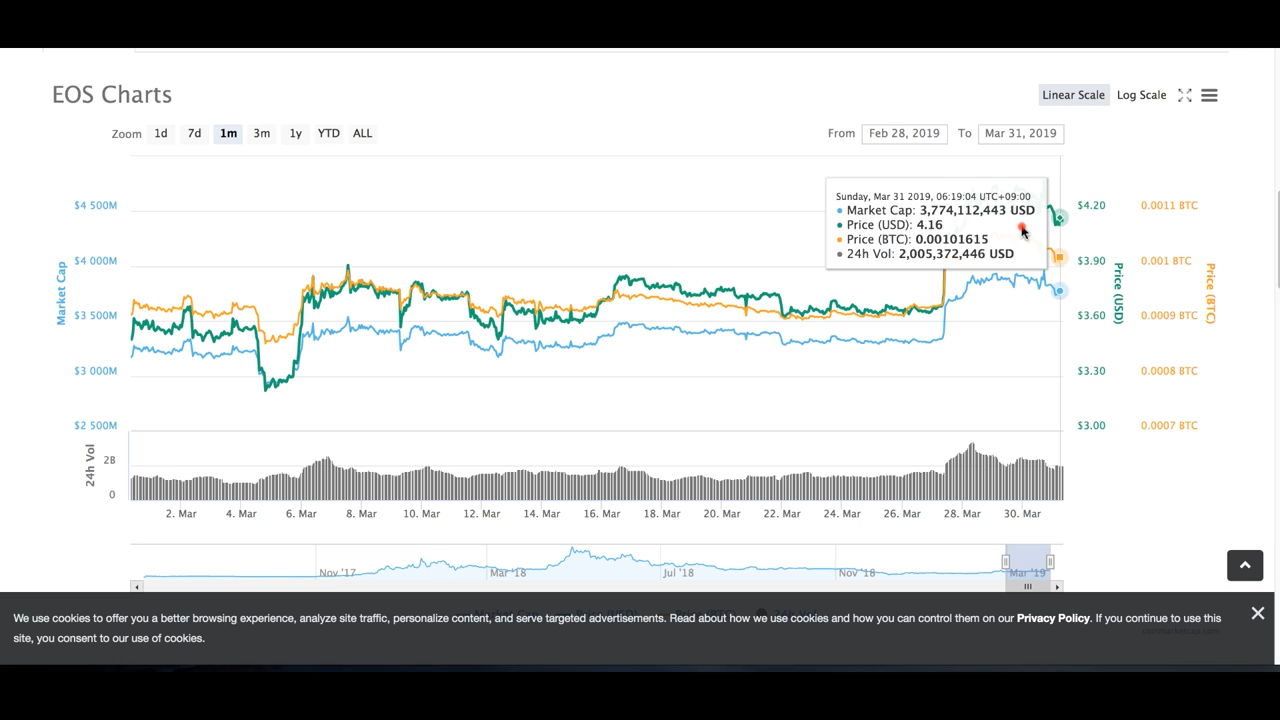 EOS Charts
Linear Scale Log Scale
Zoom 1d 7d 1m 3m 1y YTD ALL
From Feb 28, 2019 To Mar 31, 2019
Sunday, Mar 31 2019, 06:19:04 UTC+09:00
Market Cap: 3,774,112,443 USD
Price (USD): 4.16
Price (BTC): 0.00101615
24h Vol: 2,005,372,446 USD
$4 500M
$4 000M
$3 500M
$3 000M
$2 500M
Market Cap
$4.20
$3.90
$3.60
$3.30
$3.00
Price (USD)
0.0011 BTC
0.001 BTC
0.0009 BTC
0.0008 BTC
0.0007 BTC
Price (BTC)
24h Vol
2B
0
2. Mar 4. Mar 6. Mar 8. Mar 10. Mar 12. Mar 14. Mar 16. Mar 18. Mar 20. Mar 22. Mar 24. Mar 26. Mar 28. Mar 30. Mar
Nov '17 Mar '18 Jul '18 Nov '18 Mar '19
We use cookies to offer you a better browsing experience, analyze site traffic, personalize content, and serve targeted advertisements. Read about how we use cookies and how you can control them on our Privacy Policy. If you continue to use this
site, you consent to our use of cookies.